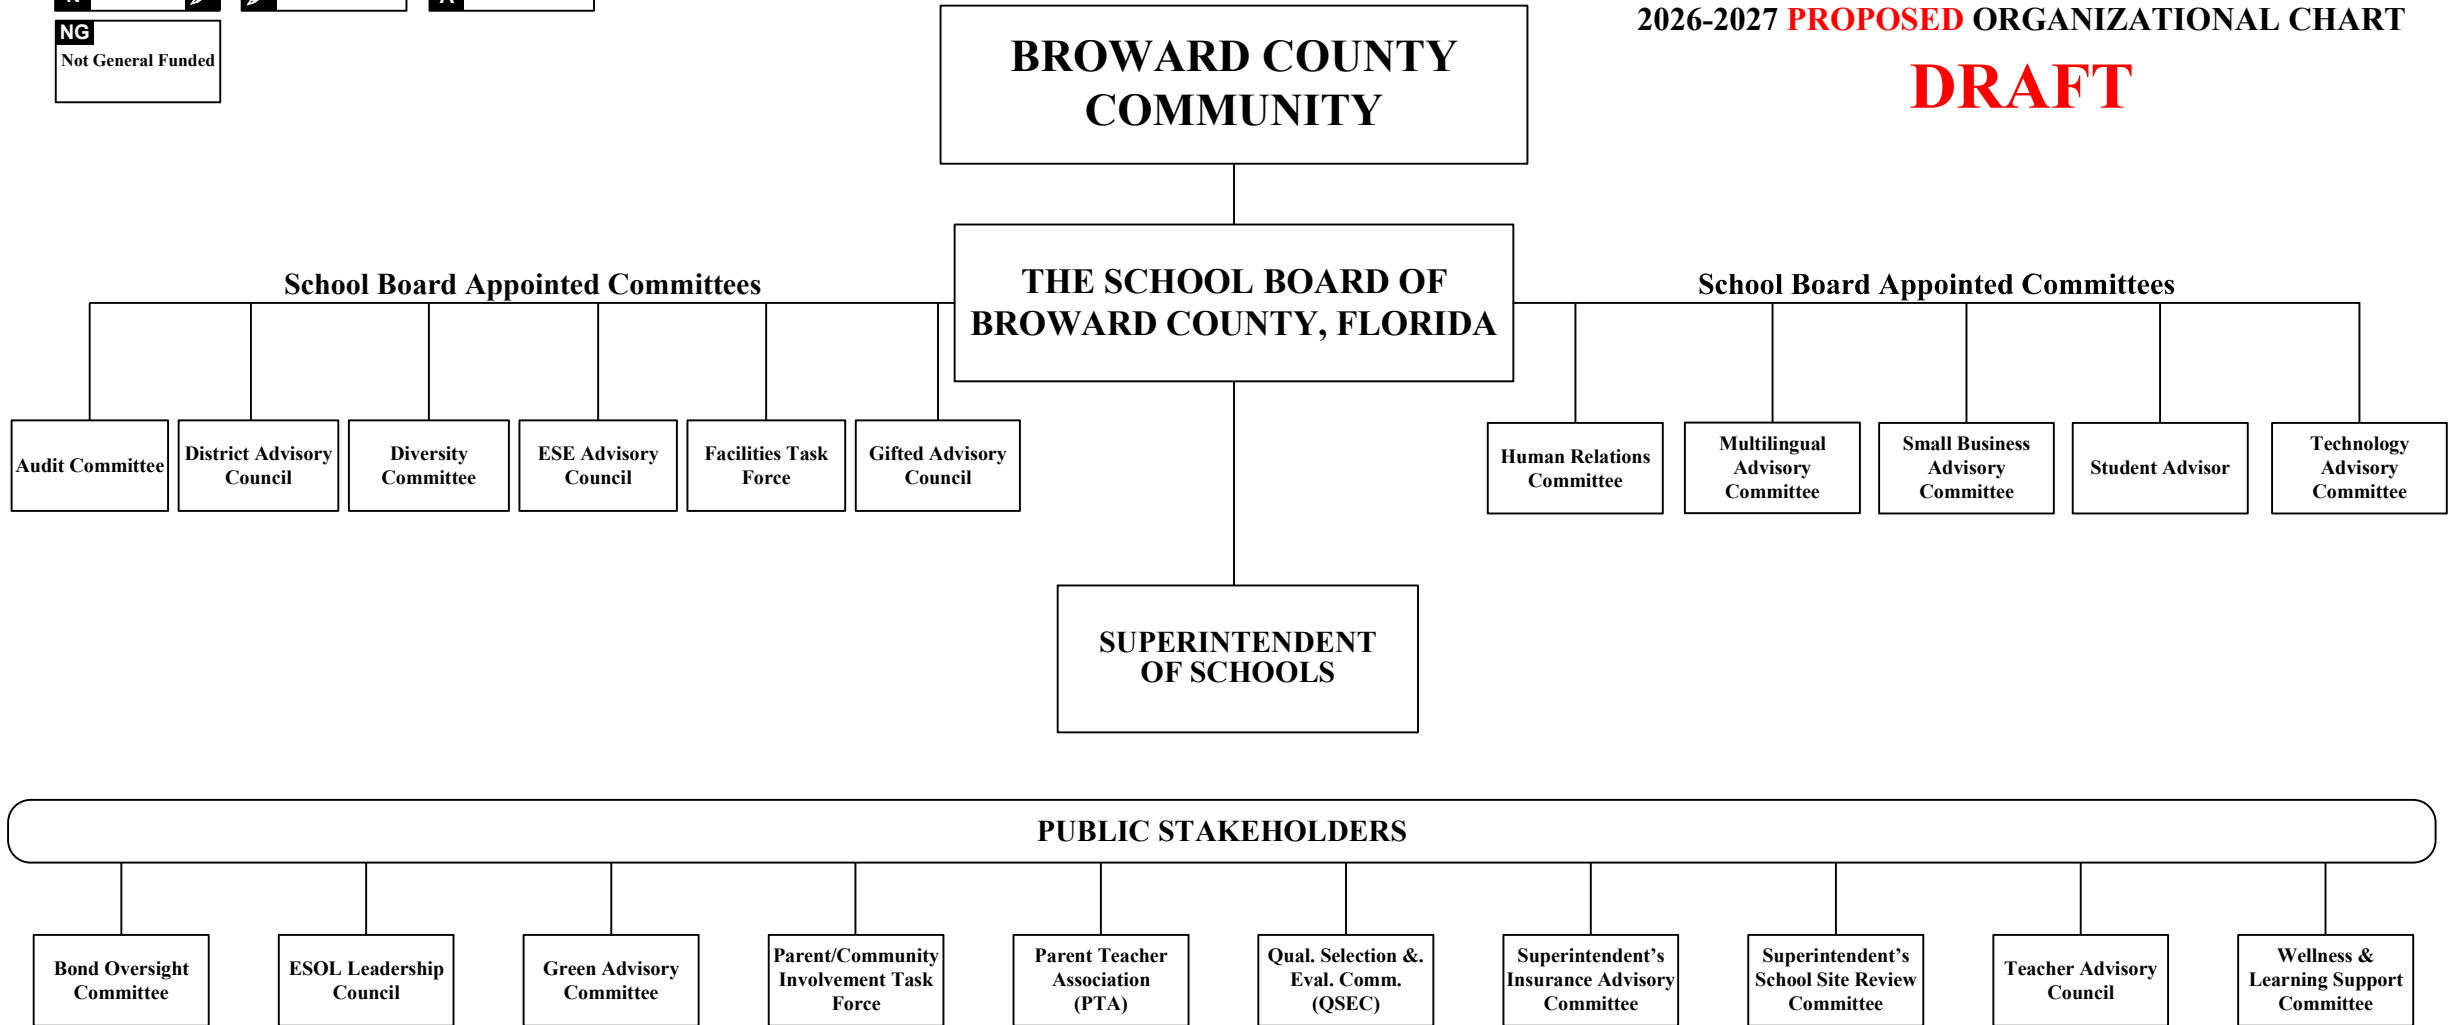 NG
Not General Funded
2026-2027 PROPOSED ORGANIZATIONAL CHART
DRAFT
BROWARD COUNTY
COMMUNITY
THE SCHOOL BOARD OF
BROWARD COUNTY, FLORIDA
School Board Appointed Committees
School Board Appointed Committees
Audit Committee
District Advisory
Council
Diversity
Committee
ESE Advisory
Council
Facilities Task
Force
Gifted Advisory
Council
Human Relations
Committee
Multilingual
Advisory
Committee
Small Business
Advisory
Committee
Student Advisor
Technology
Advisory
Committee
SUPERINTENDENT
OF SCHOOLS
PUBLIC STAKEHOLDERS
Bond Oversight
Committee
ESOL Leadership
Council
Green Advisory
Committee
Parent/Community
Involvement Task
Force
Parent Teacher
Association
(PTA)
Qual. Selection &.
Eval. Comm.
(QSEC)
Superintendent's
Insurance Advisory
Committee
Superintendent's
School Site Review
Committee
Teacher Advisory
Council
Wellness &
Learning Support
Committee